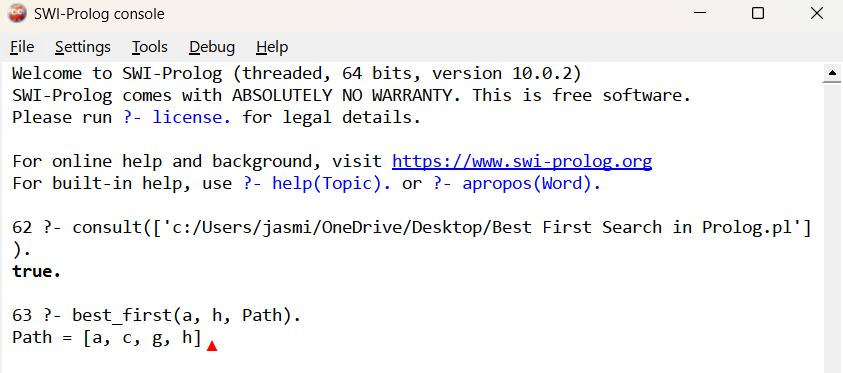 SWI-Prolog console
File Settings Tools Debug Help
Welcome to SWI-Prolog (threaded, 64 bits, version 10.0.2)
SWI-Prolog comes with ABSOLUTELY NO WARRANTY. This is free software.
Please run ?- license. for legal details.
For online help and background, visit https://www.swi-prolog.org
For built-in help, use ?- help(Topic). or ?- apropos(Word).
62 ?- consult(['c:/Users/jasmi/OneDrive/Desktop/Best First Search in Prolog.pl']
).
true.
63 ?- best_first(a, h, Path).
Path = [a, c, g, h]